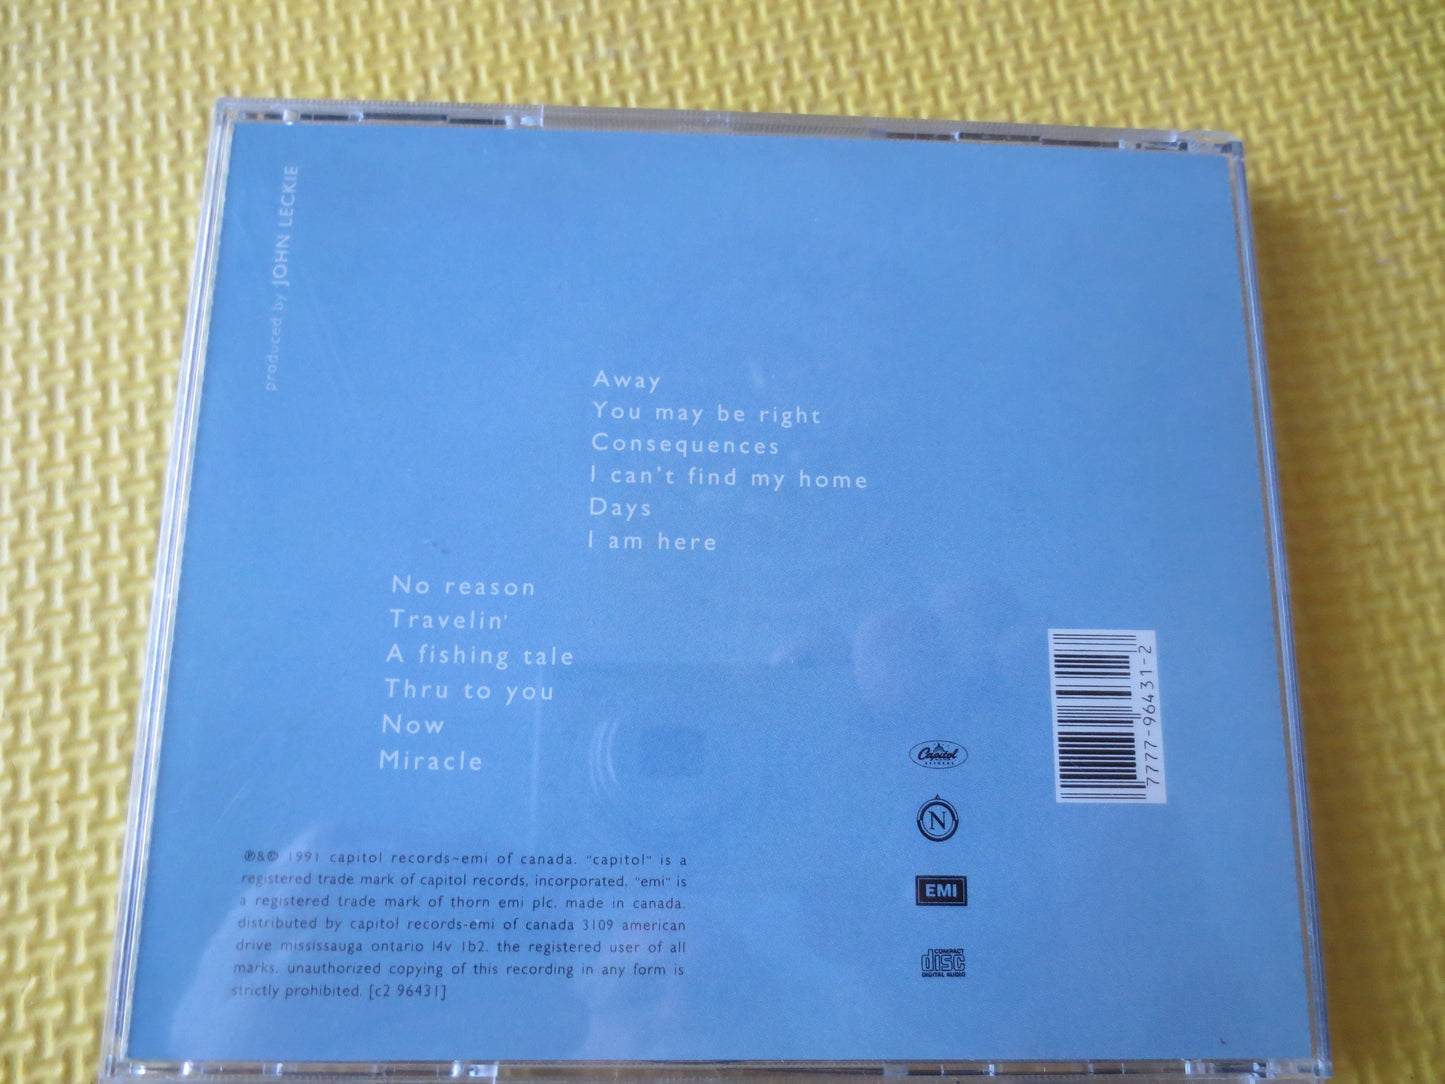 produced by JOHN LECKIE
Away
You may be right
Consequences
I can't find my home
Days
I am here
No reason
Travelin'
A fishing tale
Thru to you
Now
Miracle
℗&© 1991 capitol records~emi of canada. "capitol" is a
registered trade mark of capitol records, incorporated. "emi" is
a registered trade mark of thorn emi plc. made in canada.
distributed by capitol records-emi of canada 3109 american
drive mississauga ontario l4v 1b2. the registered user of all
marks. unauthorized copying of this recording in any form is
strictly prohibited. [c2 96431]
Capitol
RECORDS
N
EMI
COMPACT
disc
DIGITAL AUDIO
7777-96431-2